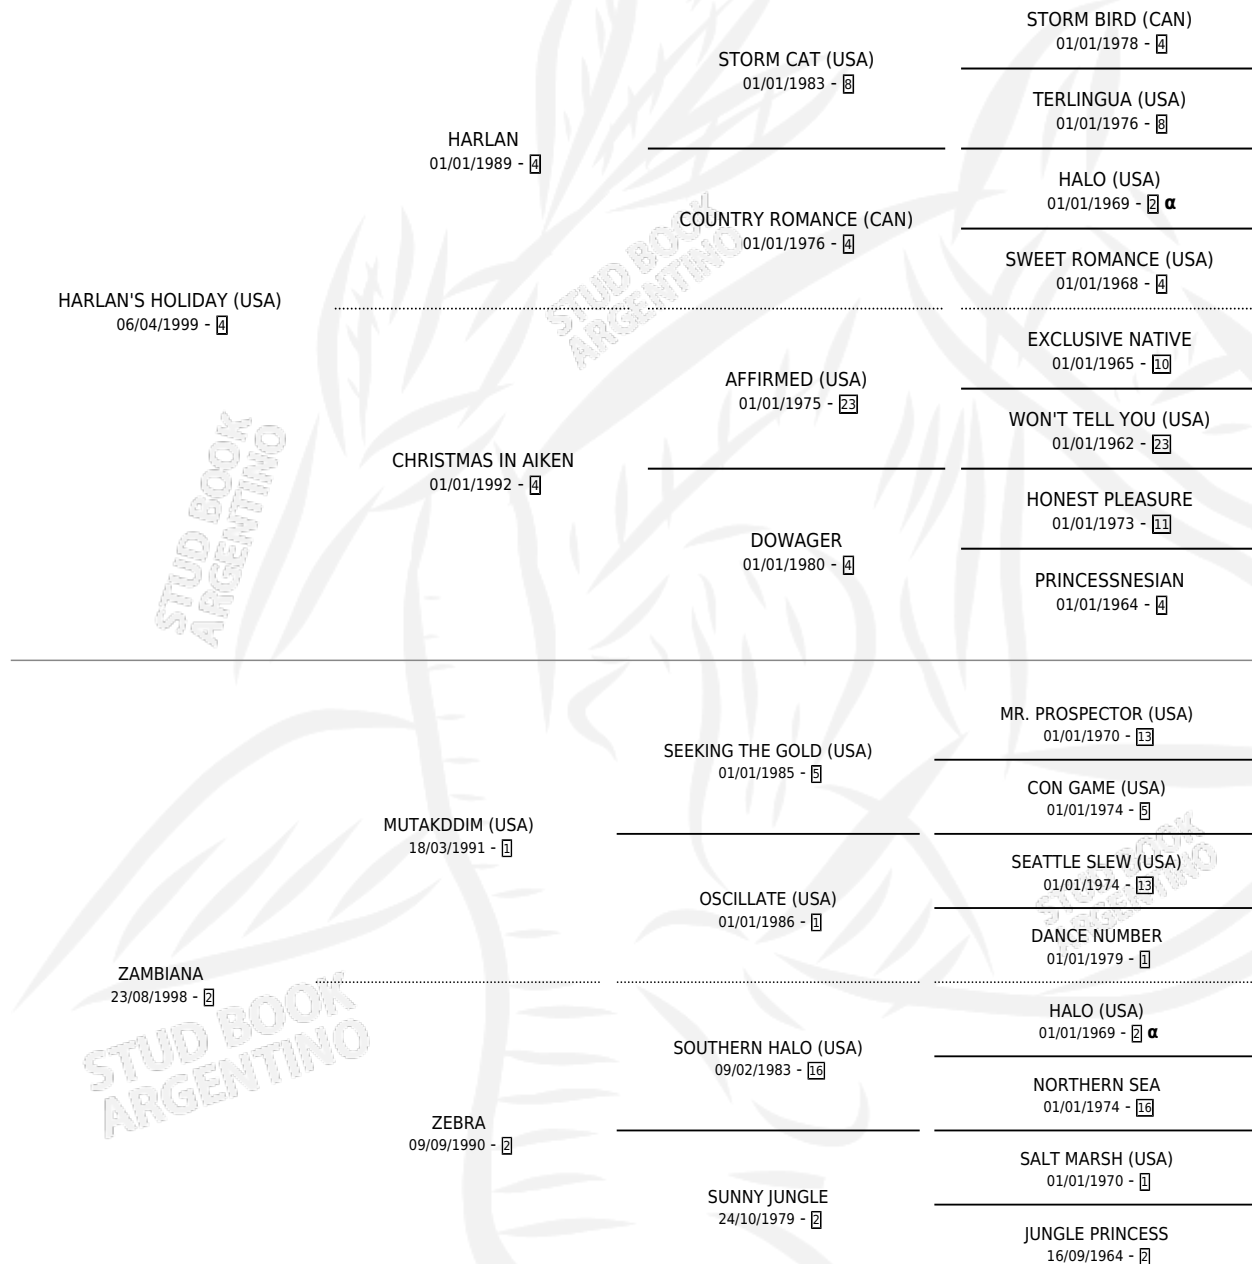 STORM BIRD (CAN)
01/01/1978 - 4
STORM CAT (USA)
01/01/1983 - 8
TERLINGUA (USA)
01/01/1976 - 8
HARLAN
01/01/1989 - 4
HALO (USA)
01/01/1969 - 2 α
COUNTRY ROMANCE (CAN)
01/01/1976 - 4
SWEET ROMANCE (USA)
01/01/1968 - 4
STUD BOOK
ARGENTINO
HARLAN'S HOLIDAY (USA)
06/04/1999 - 4
EXCLUSIVE NATIVE
01/01/1965 - 10
AFFIRMED (USA)
01/01/1975 - 23
WON'T TELL YOU (USA)
01/01/1962 - 23
CHRISTMAS IN AIKEN
01/01/1992 - 4
HONEST PLEASURE
01/01/1973 - 11
DOWAGER
01/01/1980 - 4
PRINCESSNESIAN
01/01/1964 - 4
STUD BOOK
ARGENTINO
MR. PROSPECTOR (USA)
01/01/1970 - 13
SEEKING THE GOLD (USA)
01/01/1985 - 5
CON GAME (USA)
01/01/1974 - 5
MUTAKDDIM (USA)
18/03/1991 - 1
SEATTLE SLEW (USA)
01/01/1974 - 13
OSCILLATE (USA)
01/01/1986 - 1
DANCE NUMBER
01/01/1979 - 1
STUD BOOK
ARGENTINO
ZAMBIANA
23/08/1998 - 2
HALO (USA)
01/01/1969 - 2 α
SOUTHERN HALO (USA)
09/02/1983 - 16
NORTHERN SEA
01/01/1974 - 16
STUD BOOK
ARGENTINO
ZEBRA
09/09/1990 - 2
SALT MARSH (USA)
01/01/1970 - 1
SUNNY JUNGLE
24/10/1979 - 2
JUNGLE PRINCESS
16/09/1964 - 2